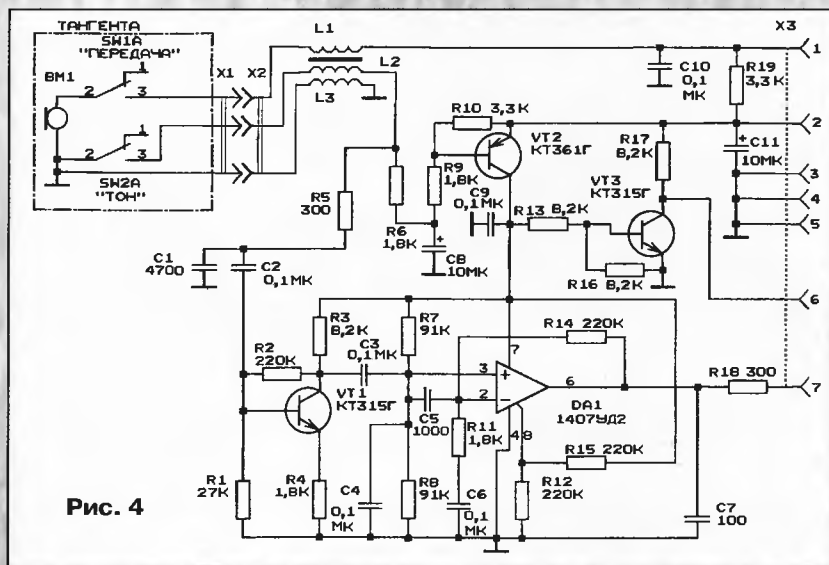 ТАНГЕНТА
SW1A
"ПЕРЕДАЧА"
BM1
1
2
3
1
2
3
SW2A
"ТОН"
X1
X2
L1
L2
L3
X3
1
2
3
4
5
6
7
C10
0,1
МК
R19
3,3К
R10 3,3К
VT2
КТ361Г
R9
1,8К
C9
0,1МК
R17
8,2К
VT3
КТ315Г
C11
10МК
R5
300
R6
1,8К
C8
10МК
R13 8,2К
R16 8,2К
C1
4700
C2
0,1МК
R3
8,2К
C3
0,1МК
R7
91К
R2
220К
VT1
КТ315Г
C5
1000
R14 220К
3
+
2
−
7
6
4
8
DA1
1407УД2
R18 300
R11
1,8К
R15 220К
R1
27К
R4
1,8К
C4
0,1
МК
R8
91К
C6
0,1
МК
R12
220К
C7
100
Рис. 4